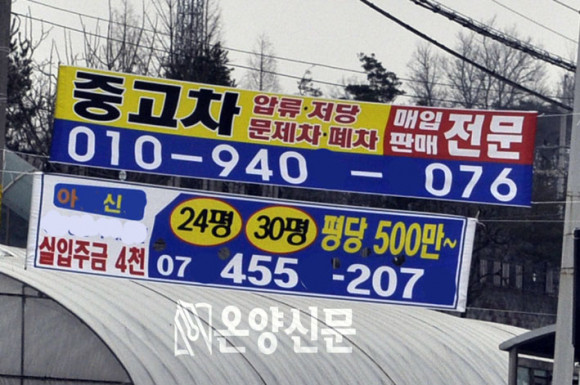 중고차 압류·저당 매입 전문
문제차·폐차 판매
010-940 - 076
아 신 24평 30평 평당 500만~
실입주금 4천 07 455 -207
온양신문